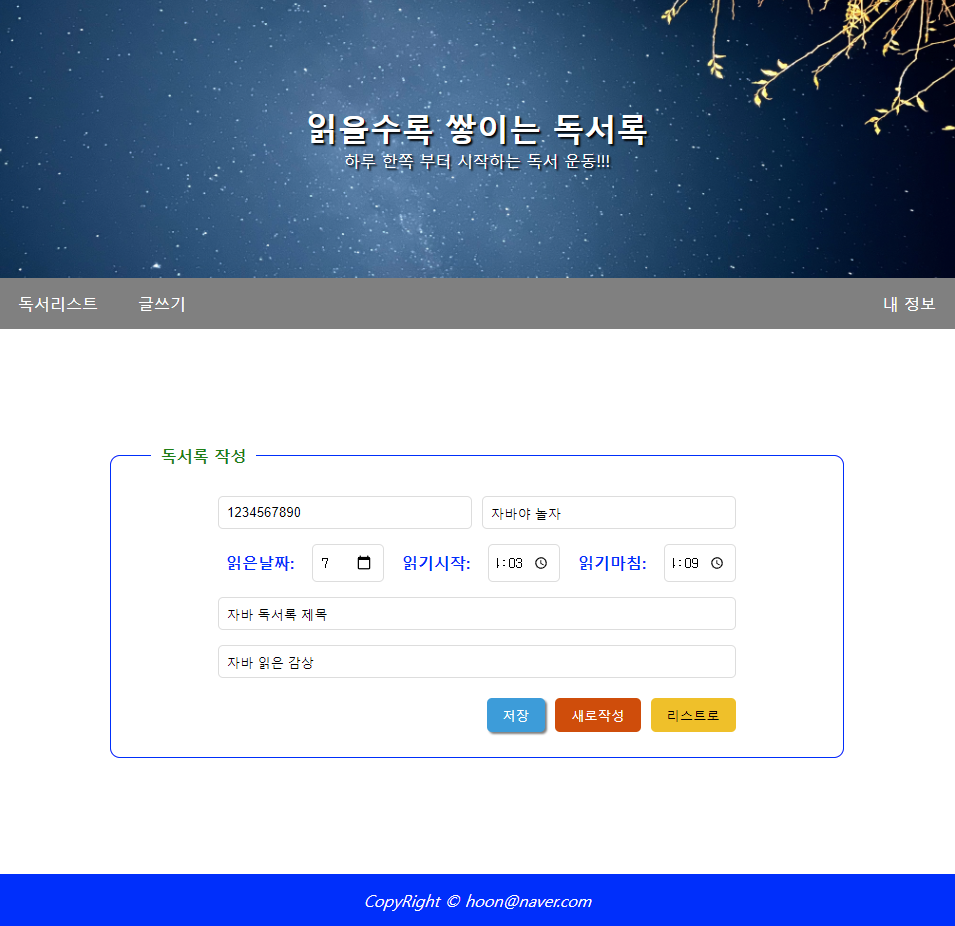 읽을수록 쌓이는 독서록
하루 한쪽 부터 시작하는 독서 운동!!!
독서리스트 글쓰기 내 정보
독서록 작성
1234567890 자바야 놀자
읽은날짜: 7 읽기시작: :03 읽기마침: :09
자바 독서록 제목
자바 읽은 감상
저장 새로작성 리스트로
CopyRight © hoon@naver.com